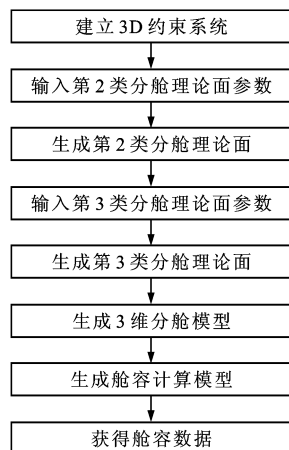 建立3D约束系统
输入第2类分舱理论面参数
生成第2类分舱理论面
输入第3类分舱理论面参数
生成第3类分舱理论面
生成3维分舱模型
生成舱容计算模型
获得舱容数据